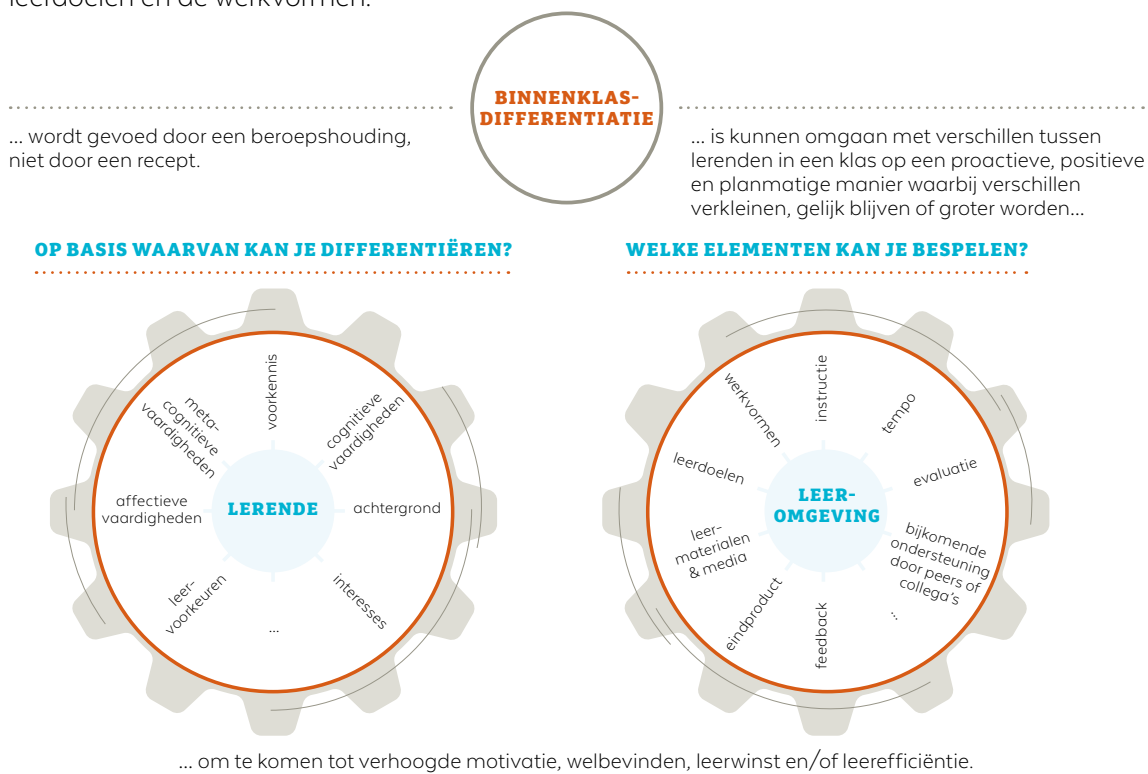 leerdoelen en de werkvormen.
BINNENKLAS-
DIFFERENTIATIE
... wordt gevoed door een beroepshouding,
niet door een recept.
... is kunnen omgaan met verschillen tussen
lerenden in een klas op een proactieve, positieve
en planmatige manier waarbij verschillen
verkleinen, gelijk blijven of groter worden...
OP BASIS WAARVAN KAN JE DIFFERENTIËREN?
voorkennis
cognitieve
vaardigheden
achtergrond
interesses
...
leer-
voorkeuren
affectieve
vaardigheden
meta-
cognitieve
vaardigheden
LERENDE
WELKE ELEMENTEN KAN JE BESPELEN?
instructie
tempo
evaluatie
bijkomende
ondersteuning
door peers of
collega's
...
feedback
eindproduct
leer-
materialen
& media
leerdoelen
werkvormen
LEER-
OMGEVING
... om te komen tot verhoogde motivatie, welbevinden, leerwinst en/of leerefficiëntie.